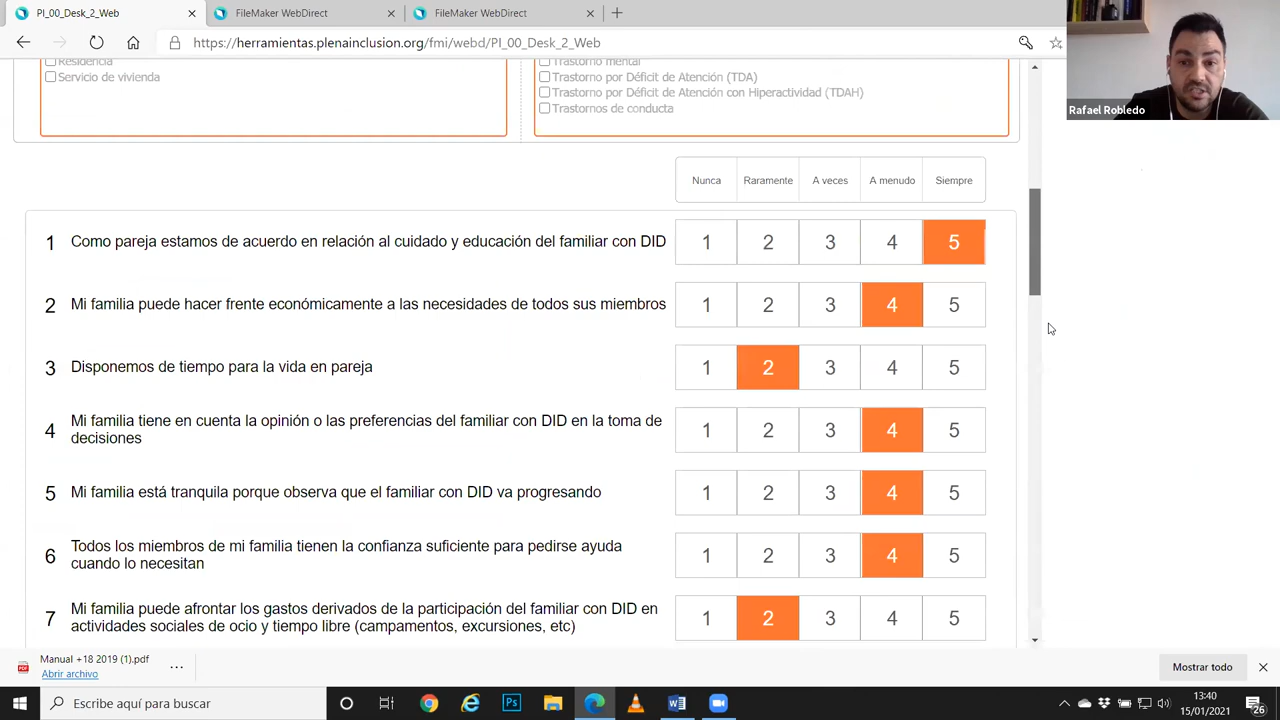 PI_00_Desk_2_Web
FileMaker WebDirect
FileMaker WebDirect
https://herramientas.plenainclusion.org/fmi/webd/PI_00_Desk_2_Web
Residencia
Servicio de vivienda
Trastorno mental
Trastorno por Déficit de Atención (TDA)
Trastorno por Déficit de Atención con Hiperactividad (TDAH)
Trastornos de conducta
Rafael Robledo
Nunca Raramente A veces A menudo Siempre
1 Como pareja estamos de acuerdo en relación al cuidado y educación del familiar con DID 1 2 3 4 5
2 Mi familia puede hacer frente económicamente a las necesidades de todos sus miembros 1 2 3 4 5
3 Disponemos de tiempo para la vida en pareja 1 2 3 4 5
4 Mi familia tiene en cuenta la opinión o las preferencias del familiar con DID en la toma de
decisiones 1 2 3 4 5
5 Mi familia está tranquila porque observa que el familiar con DID va progresando 1 2 3 4 5
6 Todos los miembros de mi familia tienen la confianza suficiente para pedirse ayuda
cuando lo necesitan 1 2 3 4 5
7 Mi familia puede afrontar los gastos derivados de la participación del familiar con DID en
actividades sociales de ocio y tiempo libre (campamentos, excursiones, etc) 1 2 3 4 5
Manual +18 2019 (1).pdf
Abrir archivo
Mostrar todo
Escribe aquí para buscar
13:40
15/01/2021
26